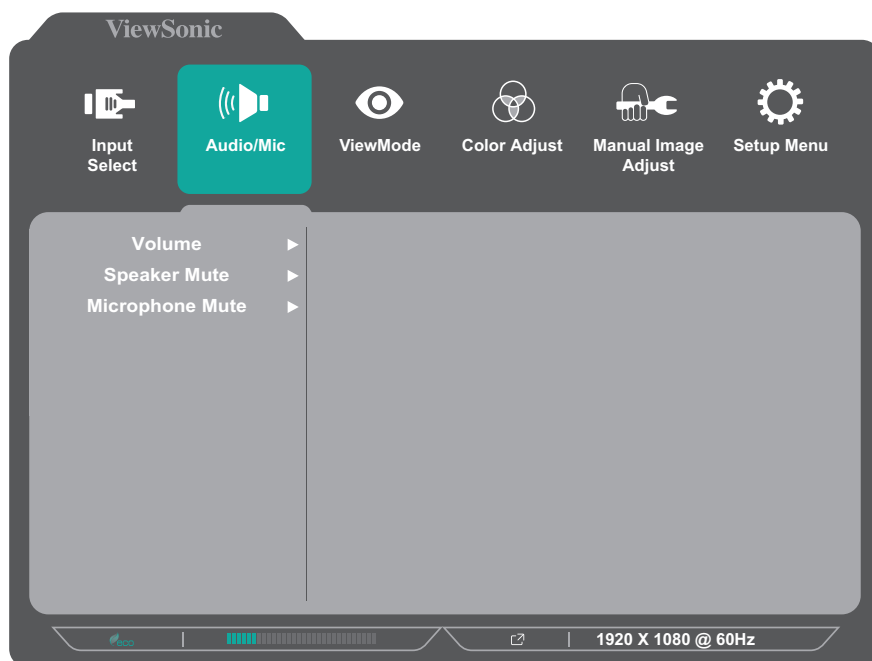 ViewSonic
Input
Select
Audio/Mic
ViewMode
Color Adjust
Manual Image
Adjust
Setup Menu
Volume
Speaker Mute
Microphone Mute
eco
1920 X 1080 @ 60Hz